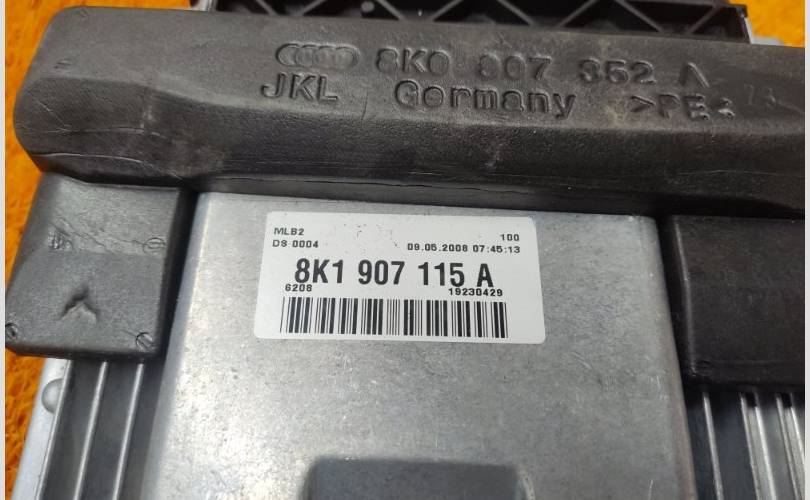 8K0 907 352 A
JKL Germany >PE<
MLB2
100
DS 0004
09.05.2008 07:45:13
8K1 907 115 A
6208
19230429